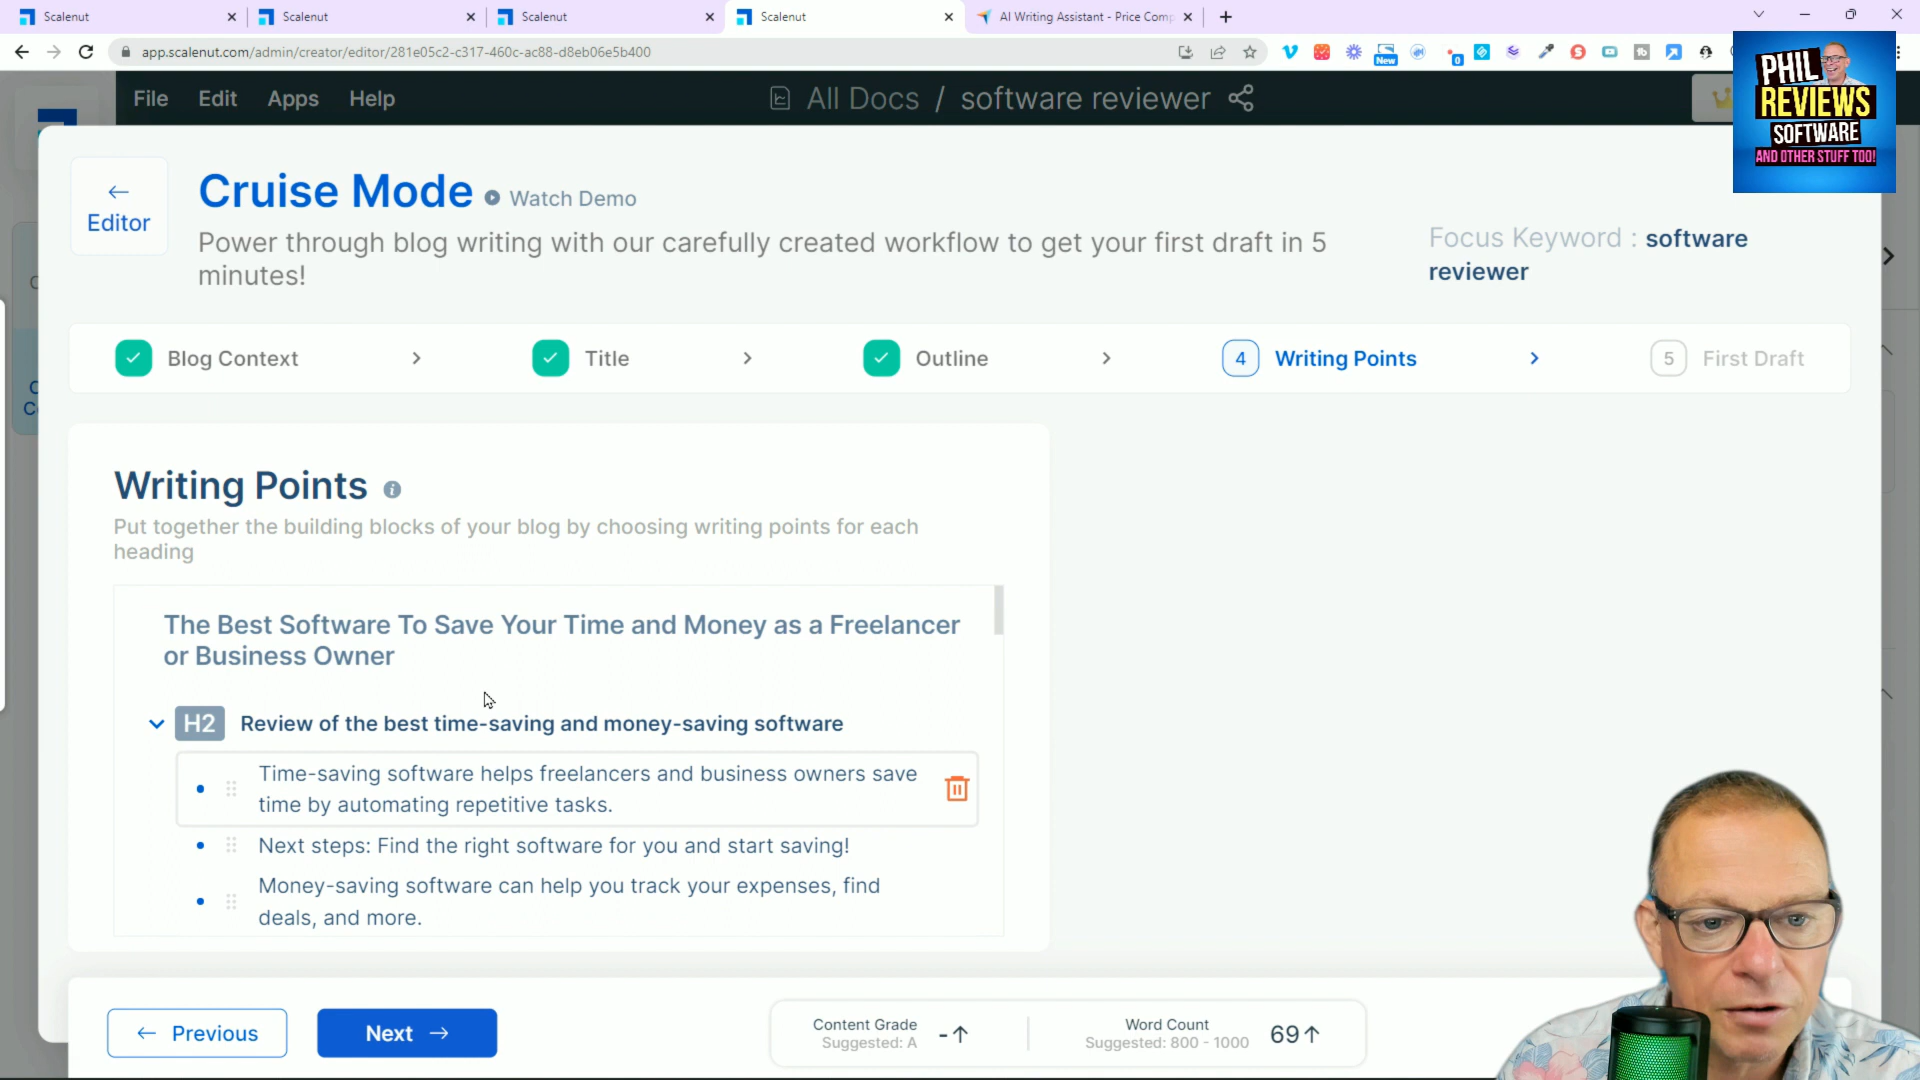 Scalenut
Scalenut
Scalenut
Scalenut
AI Writing Assistant - Price Comp
app.scalenut.com/admin/creator/editor/281e05c2-c317-460c-ac88-d8eb06e5b400
New
0
File Edit Apps Help
All Docs / software reviewer
PHIL
REVIEWS
SOFTWARE
AND OTHER STUFF TOO!
← Editor
Cruise Mode Watch Demo
Power through blog writing with our carefully created workflow to get your first draft in 5
minutes!
Focus Keyword : software
reviewer
Blog Context > Title > Outline > 4 Writing Points > 5 First Draft
Writing Points
Put together the building blocks of your blog by choosing writing points for each
heading
The Best Software To Save Your Time and Money as a Freelancer
or Business Owner
H2 Review of the best time-saving and money-saving software
Time-saving software helps freelancers and business owners save
time by automating repetitive tasks.
Next steps: Find the right software for you and start saving!
Money-saving software can help you track your expenses, find
deals, and more.
← Previous
Next →
Content Grade
Suggested: A
-↑
Word Count
Suggested: 800 - 1000
69↑